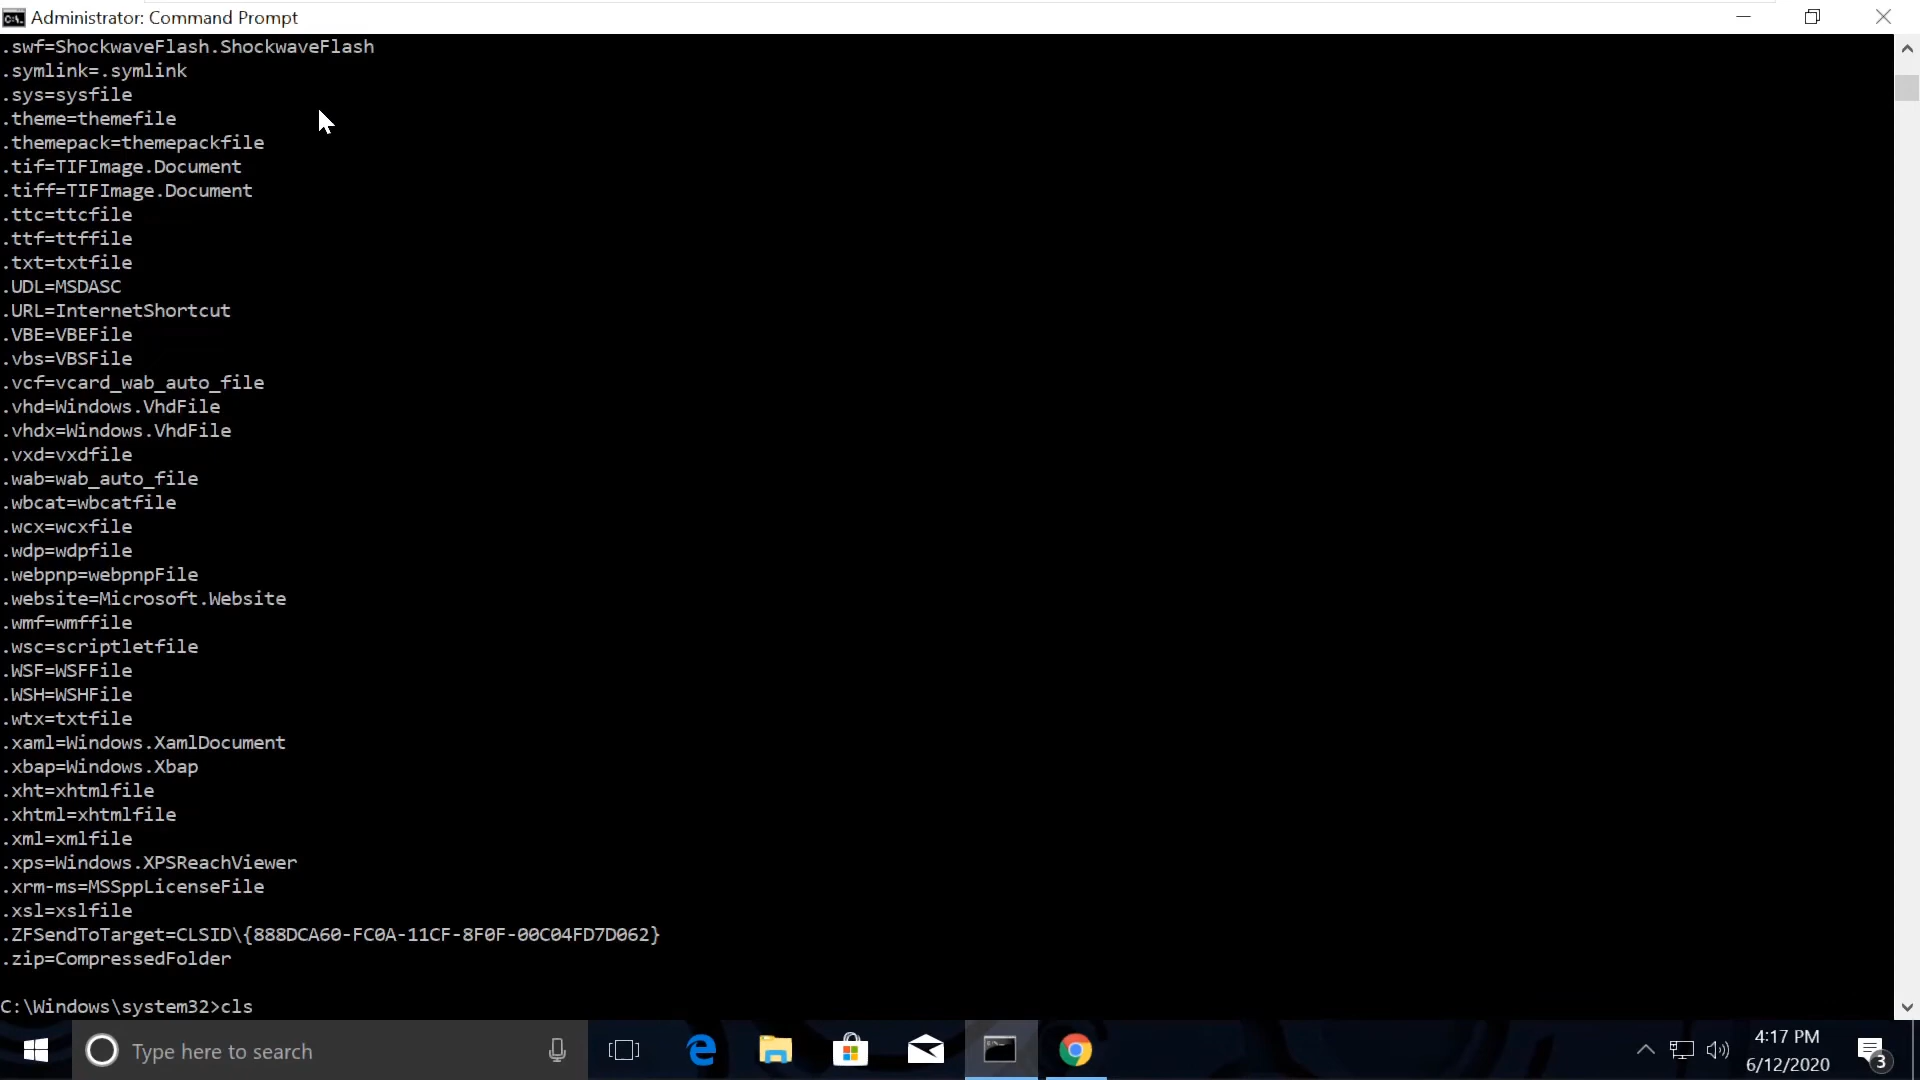 Administrator: Command Prompt
.swf=ShockwaveFlash.ShockwaveFlash
.symlink=.symlink
.sys=sysfile
.theme=themefile
.themepack=themepackfile
.tif=TIFImage.Document
.tiff=TIFImage.Document
.ttc=ttcfile
.ttf=ttffile
.txt=txtfile
.UDL=MSDASC
.URL=InternetShortcut
.VBE=VBEFile
.vbs=VBSFile
.vcf=vcard_wab_auto_file
.vhd=Windows.VhdFile
.vhdx=Windows.VhdFile
.vxd=vxdfile
.wab=wab_auto_file
.wbcat=wbcatfile
.wcx=wcxfile
.wdp=wdpfile
.webpnp=webpnpFile
.website=Microsoft.Website
.wmf=wmffile
.wsc=scriptletfile
.WSF=WSFFile
.WSH=WSHFile
.wtx=txtfile
.xaml=Windows.XamlDocument
.xbap=Windows.Xbap
.xht=xhtmlfile
.xhtml=xhtmlfile
.xml=xmlfile
.xps=Windows.XPSReachViewer
.xrm-ms=MSSppLicenseFile
.xsl=xslfile
.ZFSendToTarget=CLSID\{888DCA60-FC0A-11CF-8F0F-00C04FD7D062}
.zip=CompressedFolder
C:\Windows\system32>cls
Type here to search
4:17 PM
6/12/2020
3